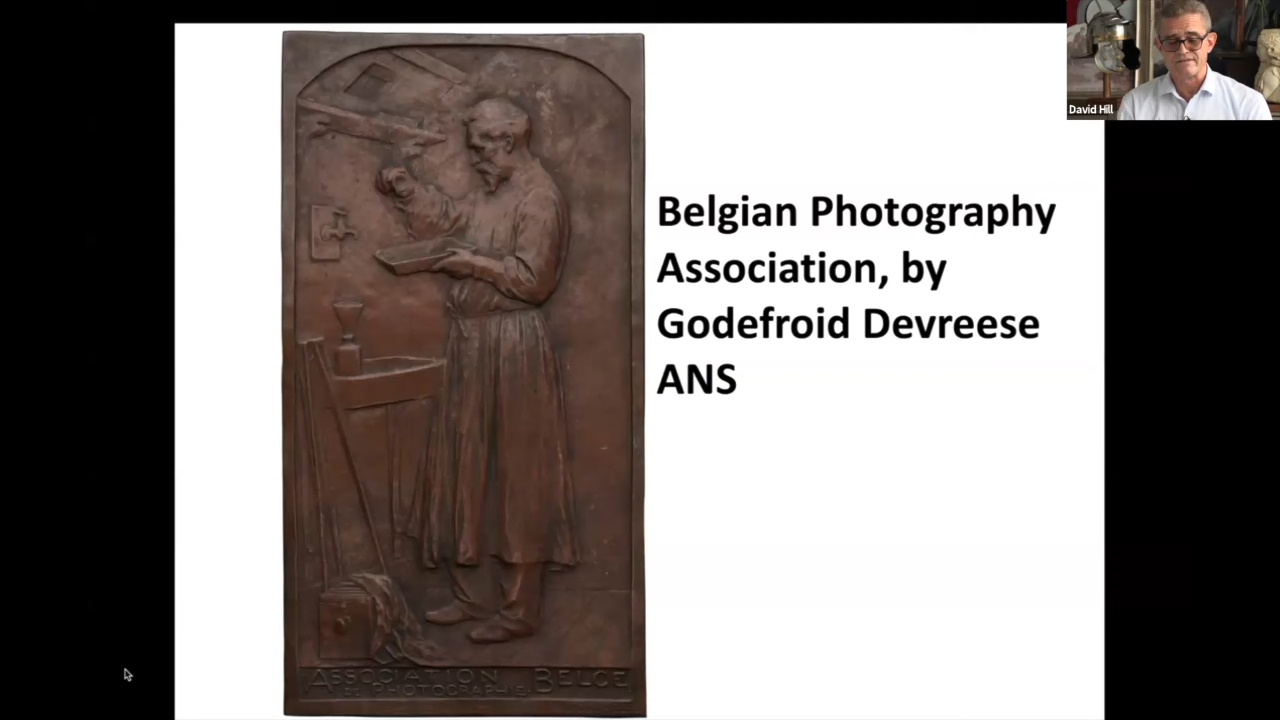 Belgian Photography
Association, by
Godefroid Devreese
ANS
David Hill
ASSOCIATION BELGE
DE PHOTOGRAPHIE